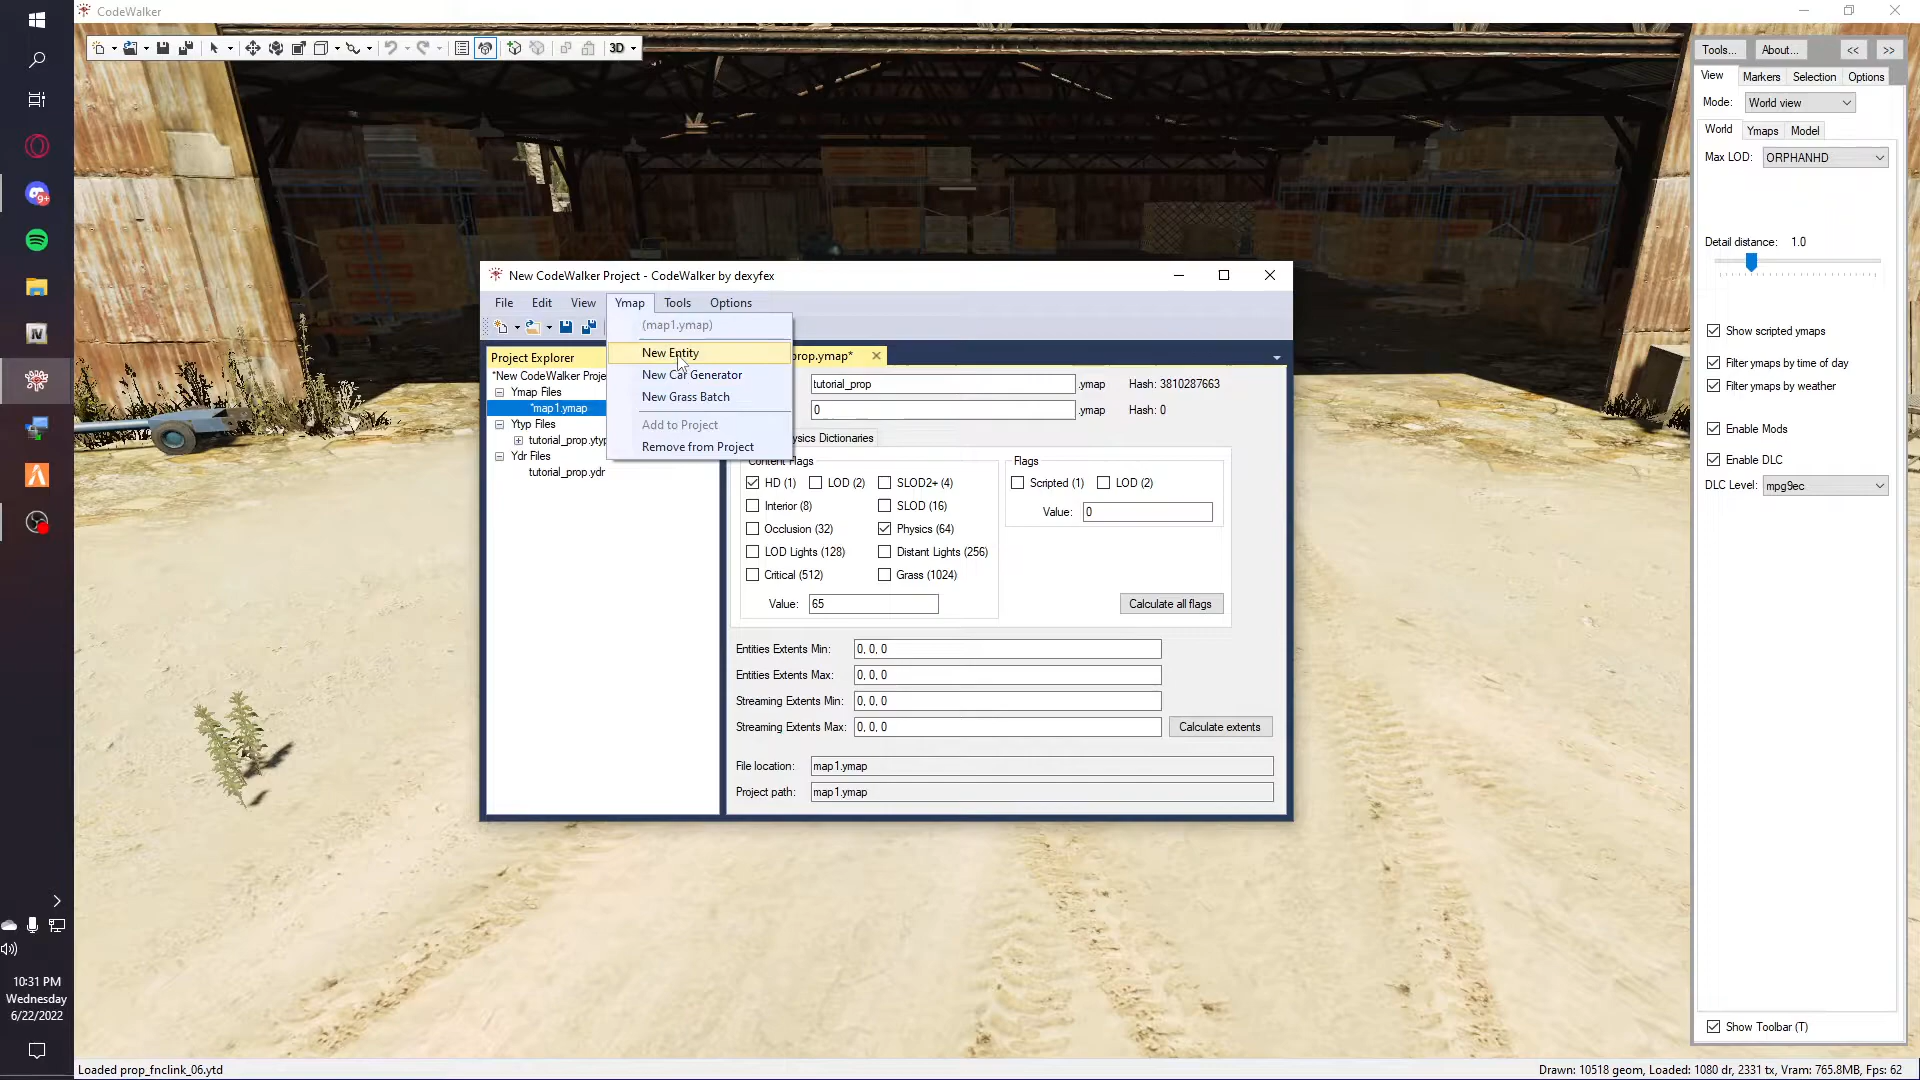 CodeWalker
3D
Tools... About... << >>
View Markers Selection Options
Mode: World view
World Ymaps Model
Max LOD: ORPHANHD
Detail distance: 1.0
Show scripted ymaps
Filter ymaps by time of day
Filter ymaps by weather
Enable Mods
Enable DLC
DLC Level: mpg9ec
Show Toolbar (T)
New CodeWalker Project - CodeWalker by dexyfex
File Edit View Ymap Tools Options
(map1.ymap)
New Entity
New Car Generator
New Grass Batch
Add to Project
Remove from Project
Project Explorer
*New CodeWalker Proje
Ymap Files
*map1.ymap
Ytyp Files
tutorial_prop.ytyp
Ydr Files
tutorial_prop.ydr
prop.ymap*
tutorial_prop .ymap Hash: 3810287663
0 .ymap Hash: 0
ysics Dictionaries
Content Flags
HD (1) LOD (2) SLOD2+ (4)
Interior (8) SLOD (16)
Occlusion (32) Physics (64)
LOD Lights (128) Distant Lights (256)
Critical (512) Grass (1024)
Value: 65
Flags
Scripted (1) LOD (2)
Value: 0
Calculate all flags
Entities Extents Min: 0, 0, 0
Entities Extents Max: 0, 0, 0
Streaming Extents Min: 0, 0, 0
Streaming Extents Max: 0, 0, 0 Calculate extents
File location: map1.ymap
Project path: map1.ymap
9+
IV
10:31 PM
Wednesday
6/22/2022
Loaded prop_fnclink_06.ytd
Drawn: 10518 geom, Loaded: 1080 dr, 2331 tx, Vram: 765.8MB, Fps: 62